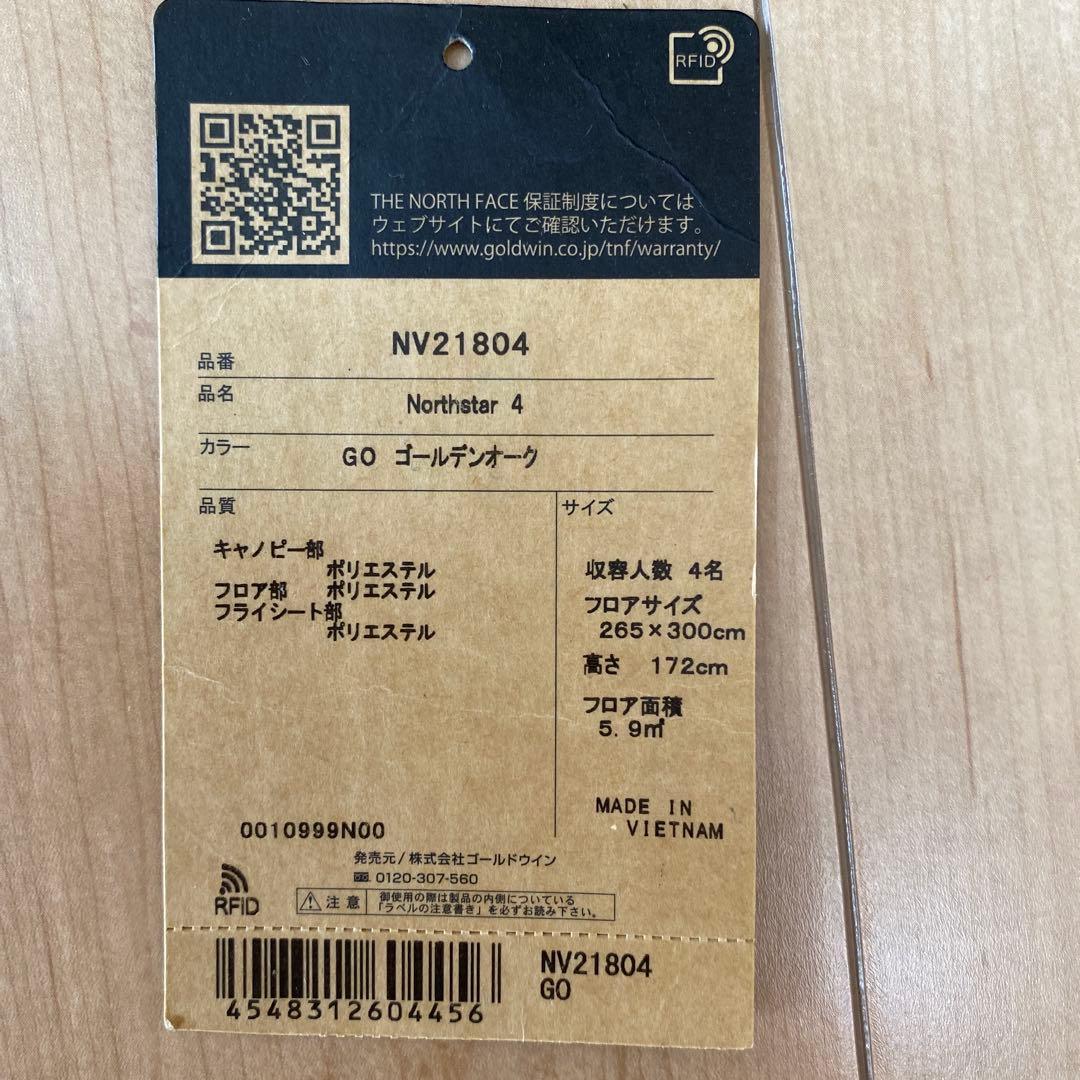 RFID
THE NORTH FACE 保証制度については
ウェブサイトにてご確認いただけます。
https://www.goldwin.co.jp/tnf/warranty/
品番 NV21804
品名 Northstar 4
カラー GO ゴールデンオーク
品質
キャノピー部
ポリエステル
フロア部 ポリエステル
フライシート部
ポリエステル
サイズ
収容人数 4名
フロアサイズ
265×300cm
高さ 172cm
フロア面積
5.9㎡
MADE IN
VIETNAM
0010999N00
発売元/株式会社ゴールドウイン
0120-307-560
RFID
注意
御使用の際は製品の内側についている
「ラベルの注意書き」を必ずお読み下さい。
4548312604456
NV21804
GO